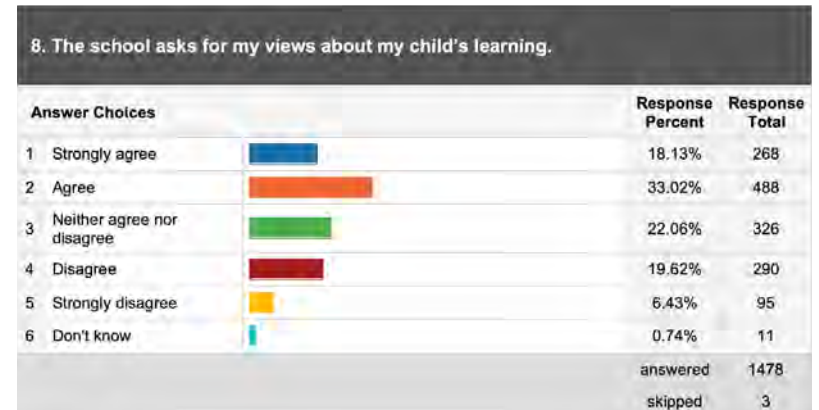 8. The school asks for my views about my child's learning.
Answer Choices Response Percent Response Total
1 Strongly agree 18.13% 268
2 Agree 33.02% 488
3 Neither agree nor disagree 22.06% 326
4 Disagree 19.62% 290
5 Strongly disagree 6.43% 95
6 Don't know 0.74% 11
answered 1478
skipped 3